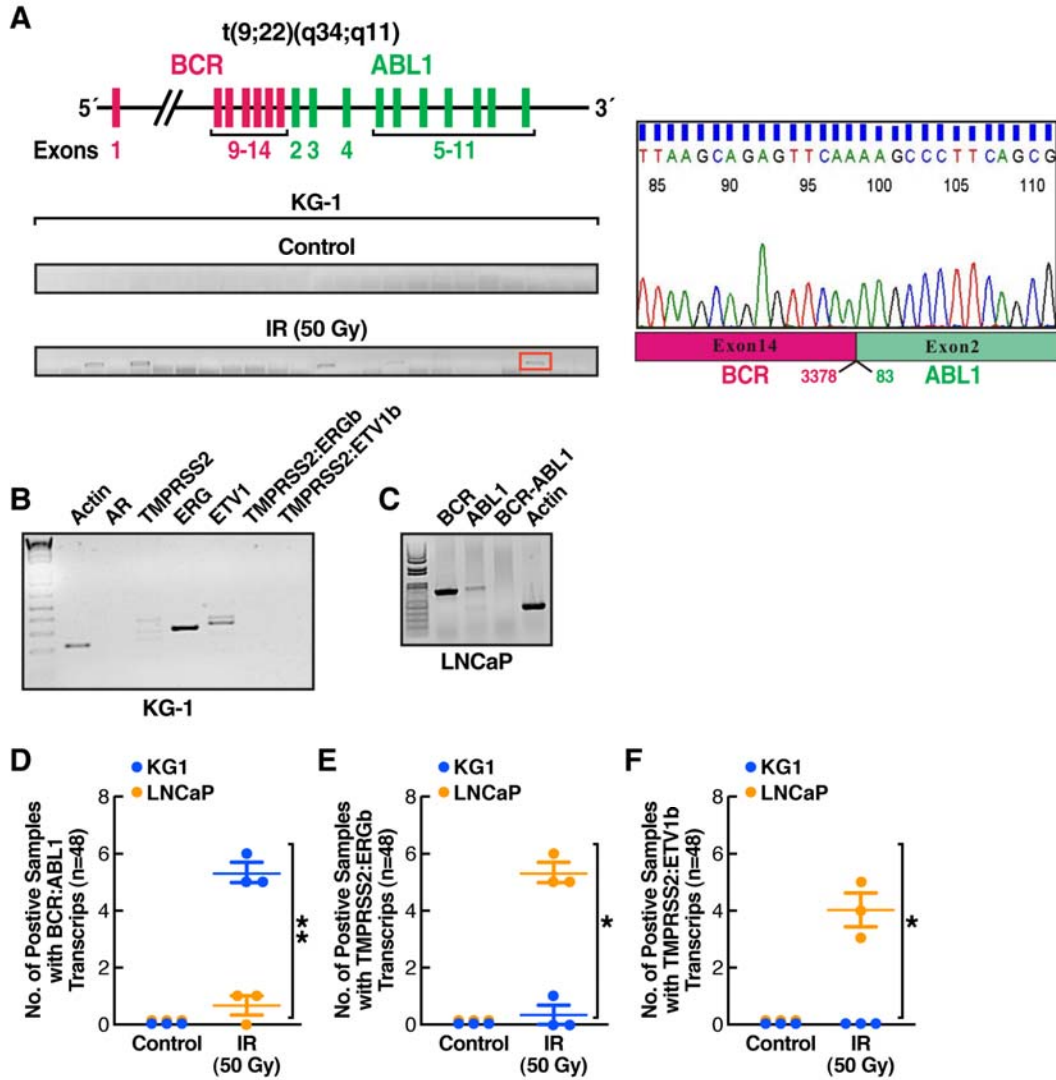 A
t(9;22)(q34;q11)
BCR ABL1
5´ 3´
Exons 1 9-14 2 3 4 5-11
KG-1
Control
IR (50 Gy)
TTAAGCAGAGTTCAAAAGCCCTTCAGCG
85 90 95 100 105 110
Exon14 Exon2
BCR 3378 83 ABL1
B
Actin
AR
TMPRSS2
ERG
ETV1
TMPRSS2:ERGb
TMPRSS2:ETV1b
KG-1
C
BCR
ABL1
BCR-ABL1
Actin
LNCaP
D
KG1
LNCaP
No. of Postive Samples
with BCR:ABL1
Transcrips (n=48)
8
6
4
2
0
Control IR
(50 Gy)
**
E
KG1
LNCaP
No. of Postive Samples
with TMPRSS2:ERGb
Transcrips (n=48)
8
6
4
2
0
Control IR
(50 Gy)
*
F
KG1
LNCaP
No. of Postive Samples
with TMPRSS2:ETV1b
Transcrips (n=48)
8
6
4
2
0
Control IR
(50 Gy)
*